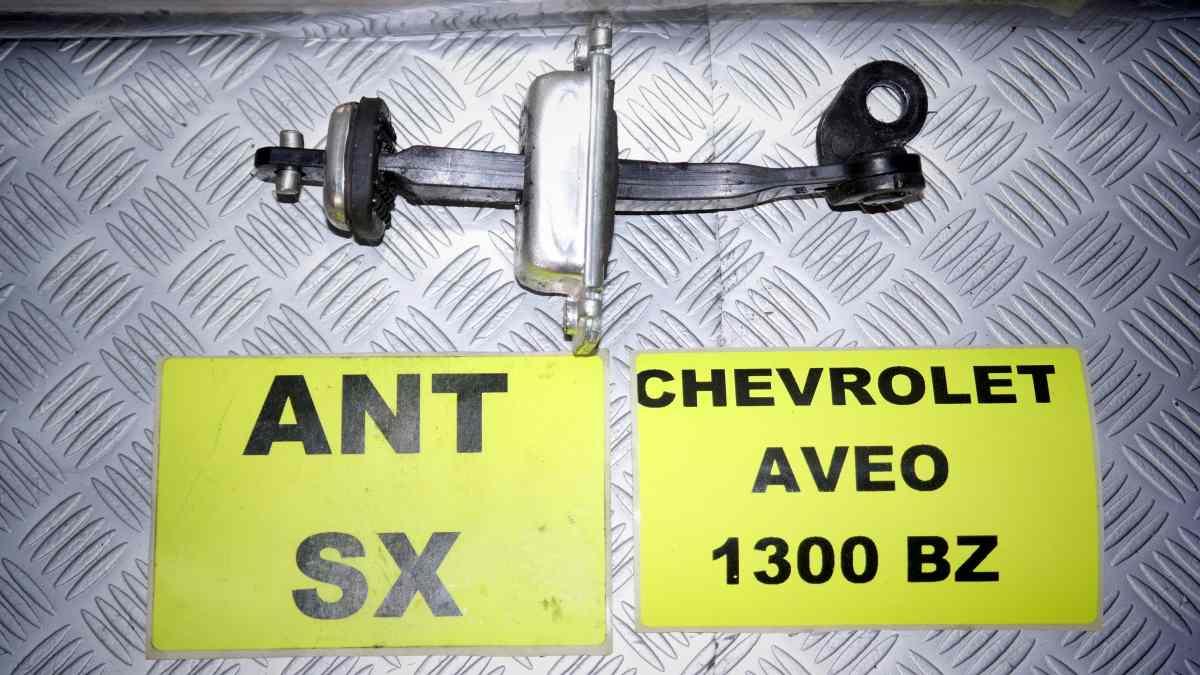 ANT
SX
CHEVROLET
AVEO
1300 BZ